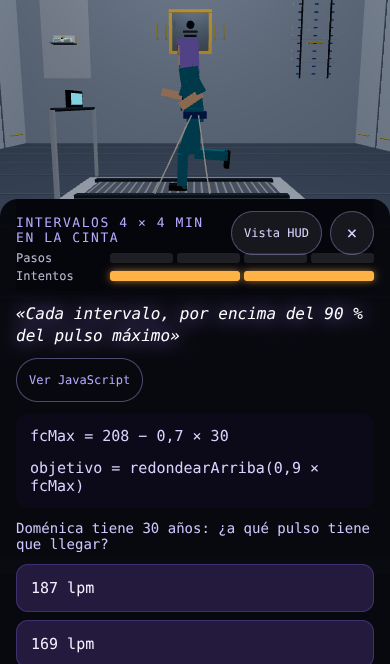 INTERVALOS 4 × 4 MIN
EN LA CINTA
Vista HUD
×
Pasos
Intentos
«Cada intervalo, por encima del 90 %
del pulso máximo»
Ver JavaScript
fcMax = 208 − 0,7 × 30
objetivo = redondearArriba(0,9 ×
fcMax)
Doménica tiene 30 años: ¿a qué pulso tiene
que llegar?
187 lpm
169 lpm